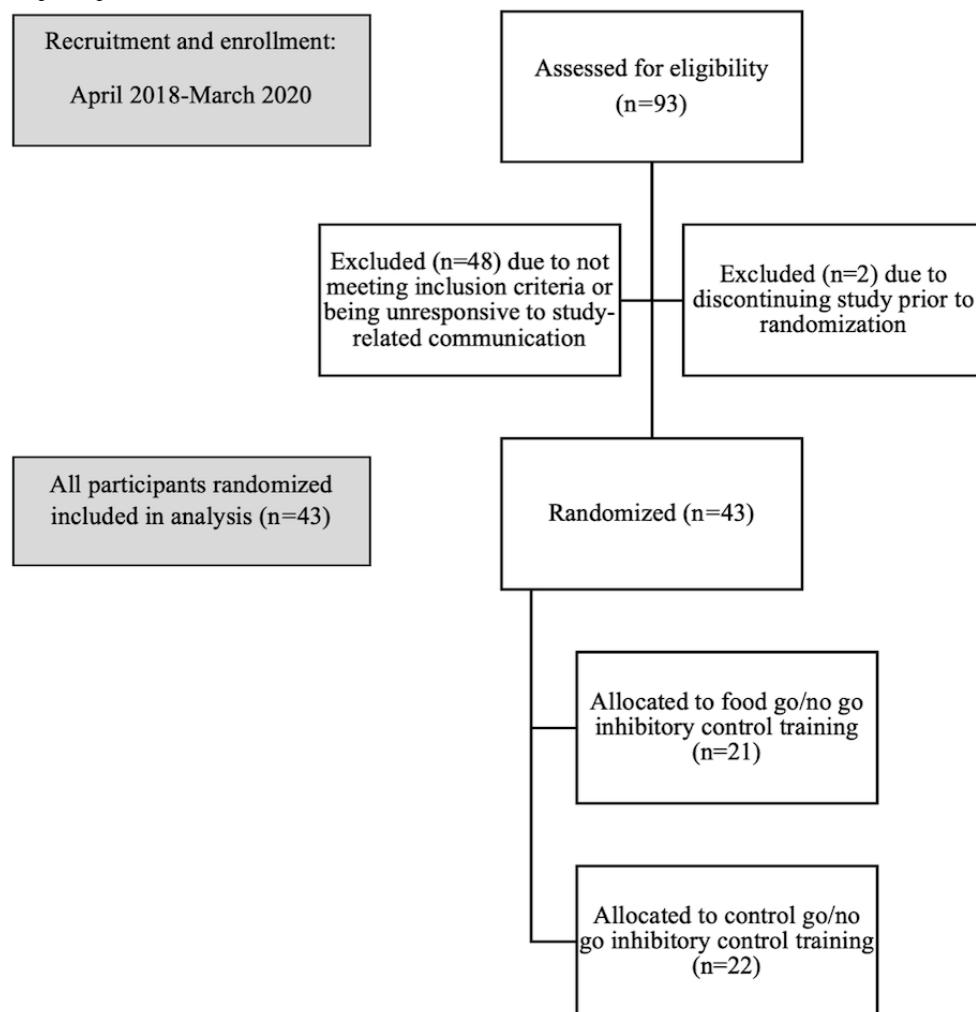 Recruitment and enrollment:
April 2018-March 2020
Assessed for eligibility
(n=93)
Excluded (n=48) due to not
meeting inclusion criteria or
being unresponsive to study-
related communication
Excluded (n=2) due to
discontinuing study prior to
randomization
All participants randomized
included in analysis (n=43)
Randomized (n=43)
Allocated to food go/no go
inhibitory control training
(n=21)
Allocated to control go/no
go inhibitory control training
(n=22)